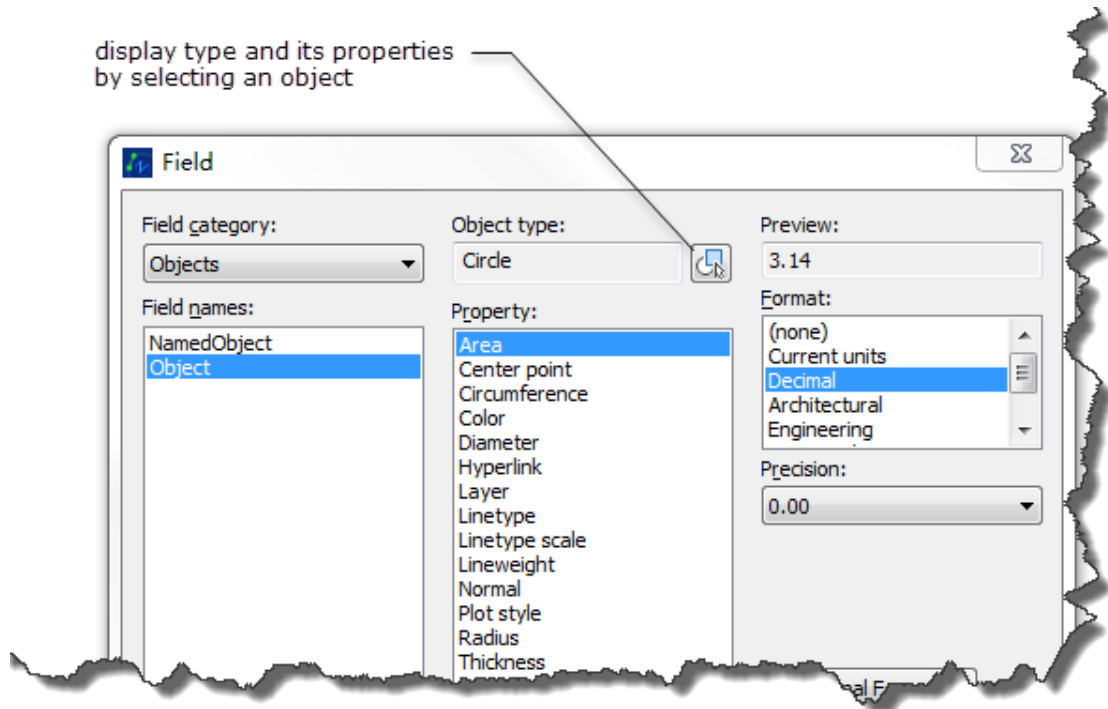 display type and its properties
by selecting an object
Field
Field category:
Objects
Field names:
NamedObject
Object
Object type:
Circle
Property:
Area
Center point
Circumference
Color
Diameter
Hyperlink
Layer
Linetype
Linetype scale
Lineweight
Normal
Plot style
Radius
Thickness
Preview:
3.14
Format:
(none)
Current units
Decimal
Architectural
Engineering
Precision:
0.00